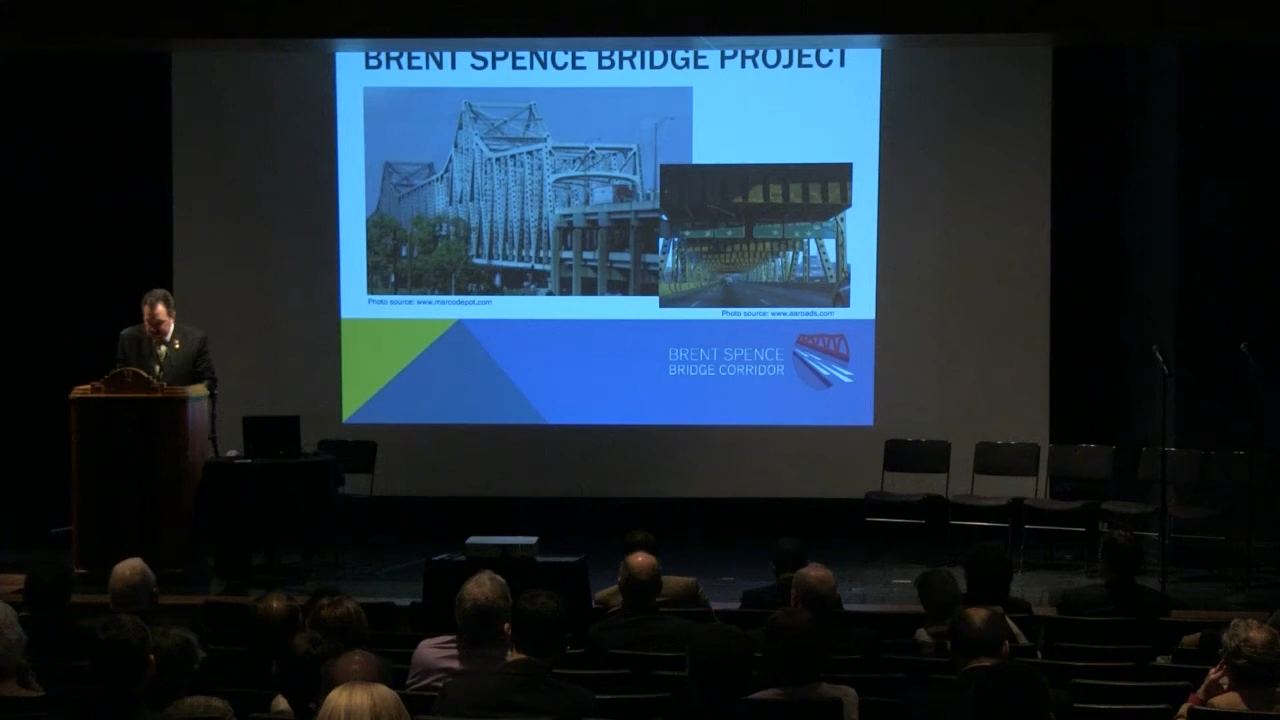 BRENT SPENCE BRIDGE PROJECT
Photo source: www.marcodepot.com
Photo source: www.aaroads.com
BRENT SPENCE
BRIDGE CORRIDOR